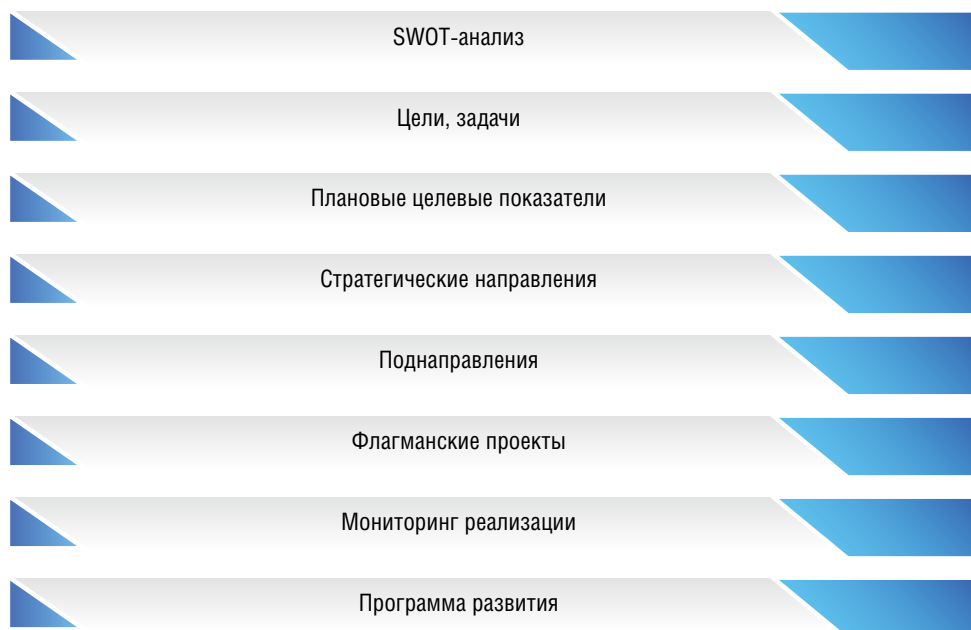 SWOT-анализ
Цели, задачи
Плановые целевые показатели
Стратегические направления
Поднаправления
Флагманские проекты
Мониторинг реализации
Программа развития